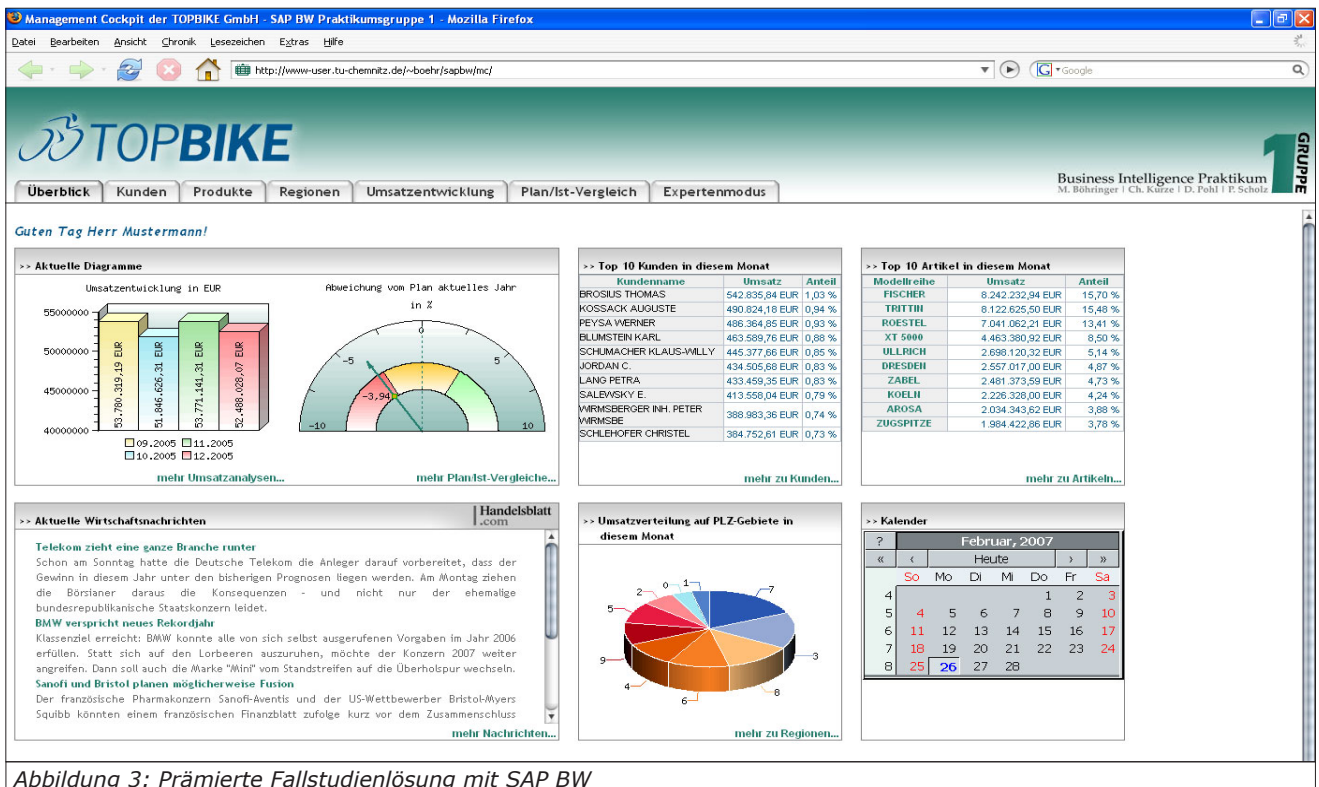 Management Cockpit der TOPBIKE GmbH - SAP BW Praktikumsgruppe 1 - Mozilla Firefox
Datei Bearbeiten Ansicht Chronik Lesezeichen Extras Hilfe
http://www-user.tu-chemnitz.de/~boehr/sapbw/mc/
G Google
TOPBIKE
1 GRUPPE
Business Intelligence Praktikum
M. Böhringer | Ch. Kurze | D. Pohl | P. Scholz
Überblick Kunden Produkte Regionen Umsatzentwicklung Plan/Ist-Vergleich Expertenmodus
Guten Tag Herr Mustermann!
>> Aktuelle Diagramme
Umsatzentwicklung in EUR
55000000
50000000
45000000
40000000
53.780.319,19 EUR
51.846.626,31 EUR
53.771.141,31 EUR
52.488.028,07 EUR
09.2005 11.2005
10.2005 12.2005
mehr Umsatzanalysen...
Abweichung vom Plan aktuelles Jahr
in %
0
-5 5
-3,94
-10 10
mehr Plan/Ist-Vergleiche...
>> Top 10 Kunden in diesem Monat
Kundenname Umsatz Anteil
BROSIUS THOMAS 542.835,84 EUR 1,03 %
KOSSACK AUGUSTE 490.824,18 EUR 0,94 %
PEYSA WERNER 486.364,85 EUR 0,93 %
BLUMSTEIN KARL 463.589,76 EUR 0,88 %
SCHUMACHER KLAUS-WILLY 445.377,66 EUR 0,85 %
JORDAN C. 434.505,68 EUR 0,83 %
LANG PETRA 433.459,35 EUR 0,83 %
SALEWSKY E. 413.558,04 EUR 0,79 %
WIRMSBERGER INH. PETER
WIRMSBE 388.983,36 EUR 0,74 %
SCHLEHOFER CHRISTEL 384.752,61 EUR 0,73 %
mehr zu Kunden...
>> Top 10 Artikel in diesem Monat
Modellreihe Umsatz Anteil
FISCHER 8.242.232,94 EUR 15,70 %
TRITTIN 8.122.625,50 EUR 15,48 %
ROESTEL 7.041.062,21 EUR 13,41 %
XT 5000 4.463.380,92 EUR 8,50 %
ULLRICH 2.698.120,32 EUR 5,14 %
DRESDEN 2.557.017,00 EUR 4,87 %
ZABEL 2.481.373,59 EUR 4,73 %
KOELN 2.226.328,00 EUR 4,24 %
AROSA 2.034.343,62 EUR 3,88 %
ZUGSPITZE 1.984.422,86 EUR 3,78 %
mehr zu Artikeln...
>> Aktuelle Wirtschaftsnachrichten
Handelsblatt
.com
Telekom zieht eine ganze Branche runter
Schon am Sonntag hatte die Deutsche Telekom die Anleger darauf vorbereitet, dass der
Gewinn in diesem Jahr unter den bisherigen Prognosen liegen werden. Am Montag ziehen
die Börsianer daraus die Konsequenzen - und nicht nur der ehemalige
bundesrepublikanische Staatskonzern leidet.
BMW verspricht neues Rekordjahr
Klassenziel erreicht: BMW konnte alle von sich selbst ausgerufenen Vorgaben im Jahr 2006
erfüllen. Statt sich auf den Lorbeeren auszuruhen, möchte der Konzern 2007 weiter
angreifen. Dann soll auch die Marke "Mini" vom Standstreifen auf die Überholspur wechseln.
Sanofi und Bristol planen möglicherweise Fusion
Der französische Pharmakonzern Sanofi-Aventis und der US-Wettbewerber Bristol-Myers
Squibb könnten einem französischen Finanzblatt zufolge kurz vor dem Zusammenschluss
mehr Nachrichten...
>> Umsatzverteilung auf PLZ-Gebiete in
diesem Monat
0 1 7
2
5
3
9
8
4
6
mehr zu Regionen...
>> Kalender
? Februar, 2007
« ‹ Heute › »
So Mo Di Mi Do Fr Sa
4 1 2 3
5 4 5 6 7 8 9 10
6 11 12 13 14 15 16 17
7 18 19 20 21 22 23 24
8 25 26 27 28
Abbildung 3: Prämierte Fallstudienlösung mit SAP BW